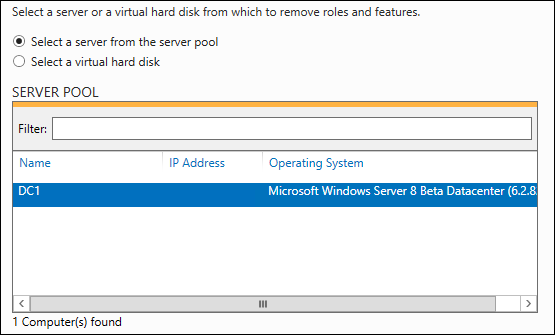 Select a server or a virtual hard disk from which to remove roles and features.
Select a server from the server pool
Select a virtual hard disk
SERVER POOL
Filter:
Name IP Address Operating System
DC1 Microsoft Windows Server 8 Beta Datacenter (6.2.8.
1 Computer(s) found